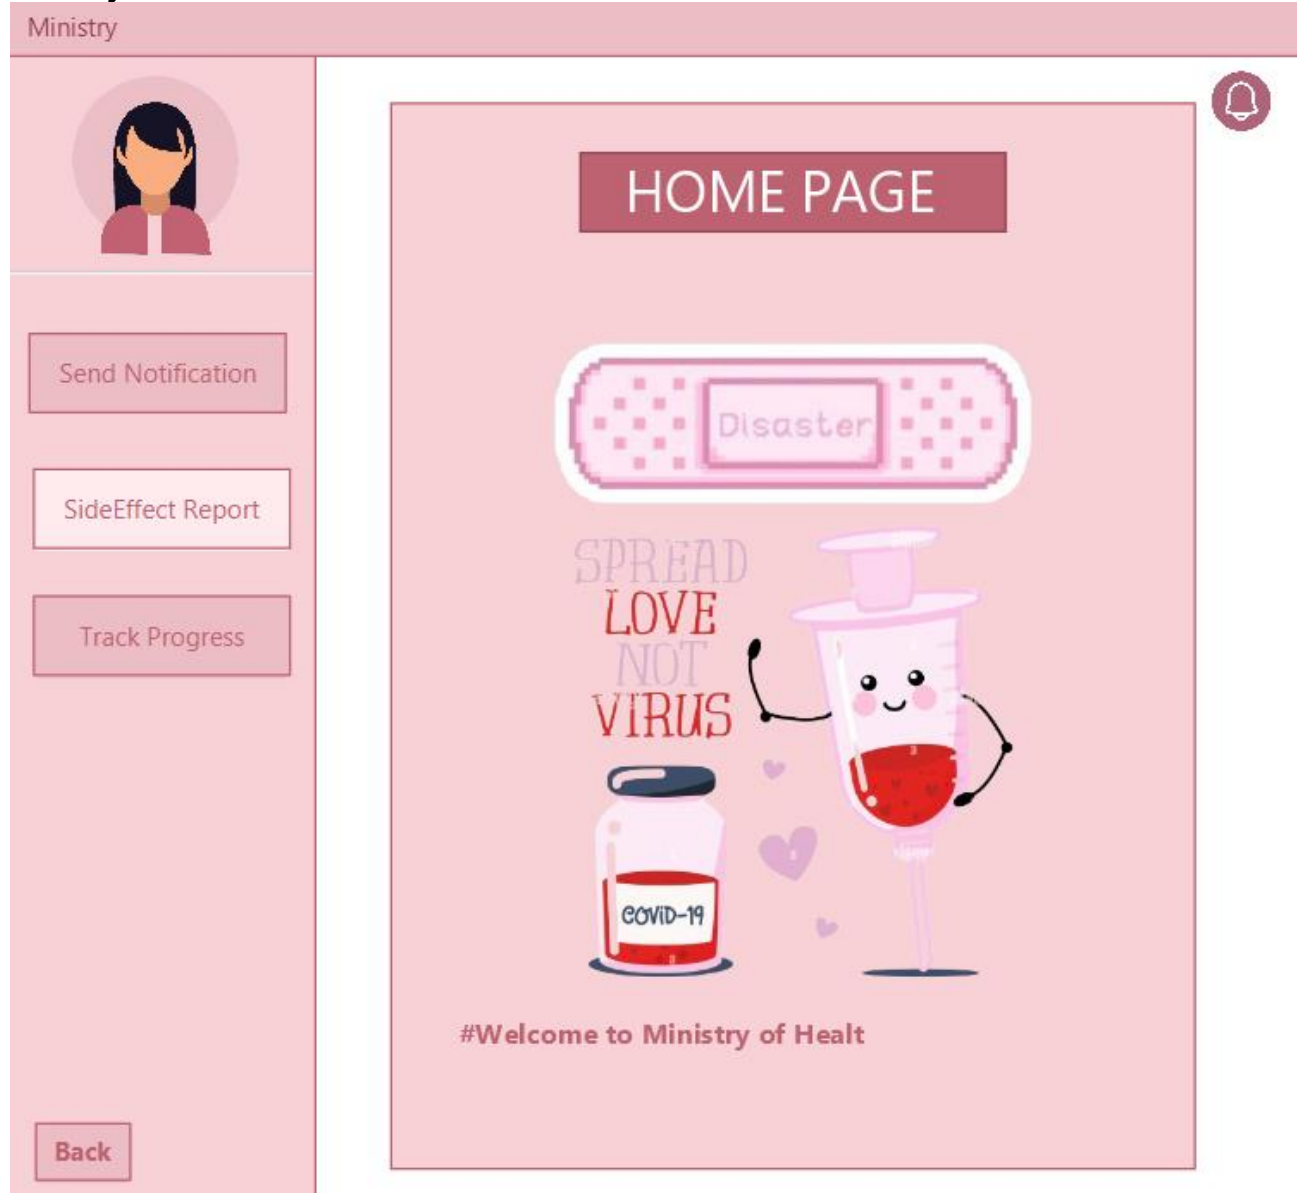 Ministry
HOME PAGE
Send Notification
SideEffect Report
Track Progress
Back
Disaster
SPREAD
LOVE
NOT
VIRUS
COViD-19
#Welcome to Ministry of Healt